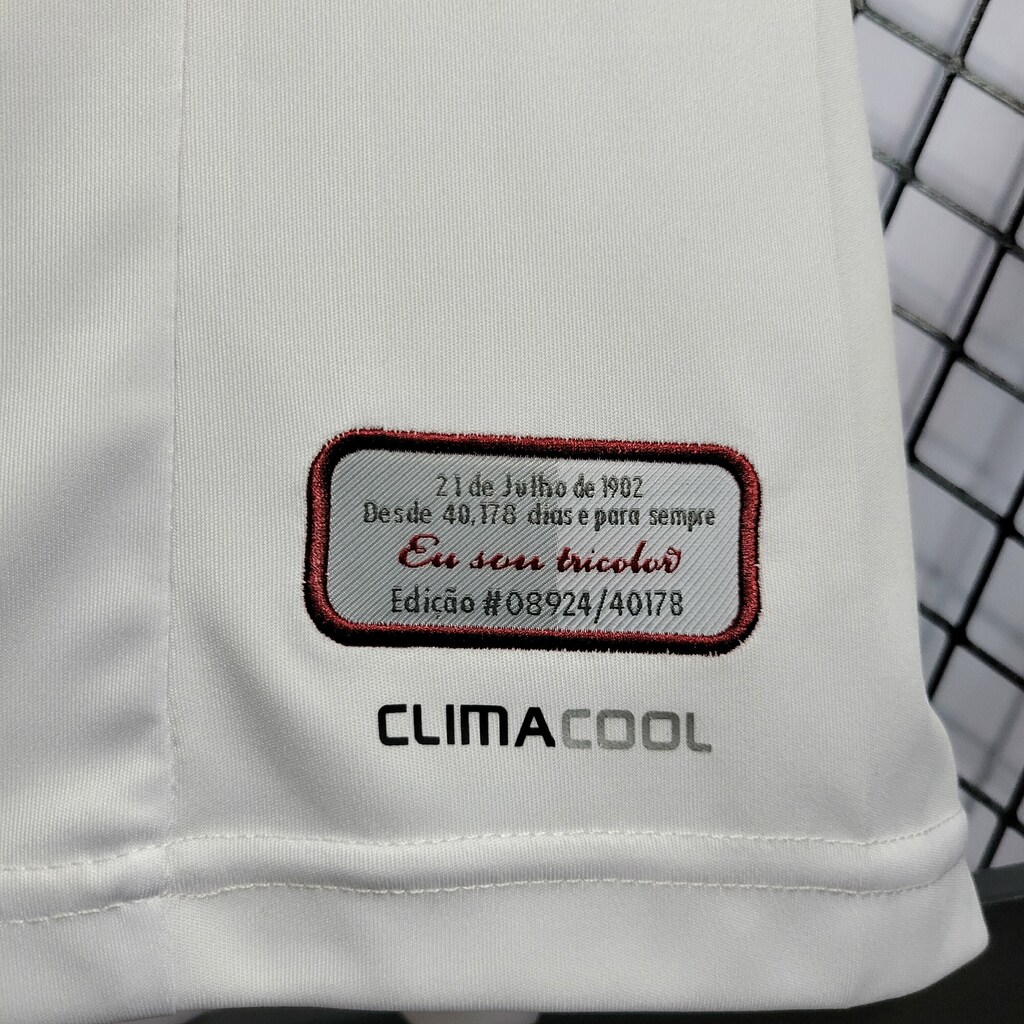 21 de Julho de 1902
Desde 40,178 dias e para sempre
Eu sou tricolor
Edição #08924/40178
CLIMACOOL